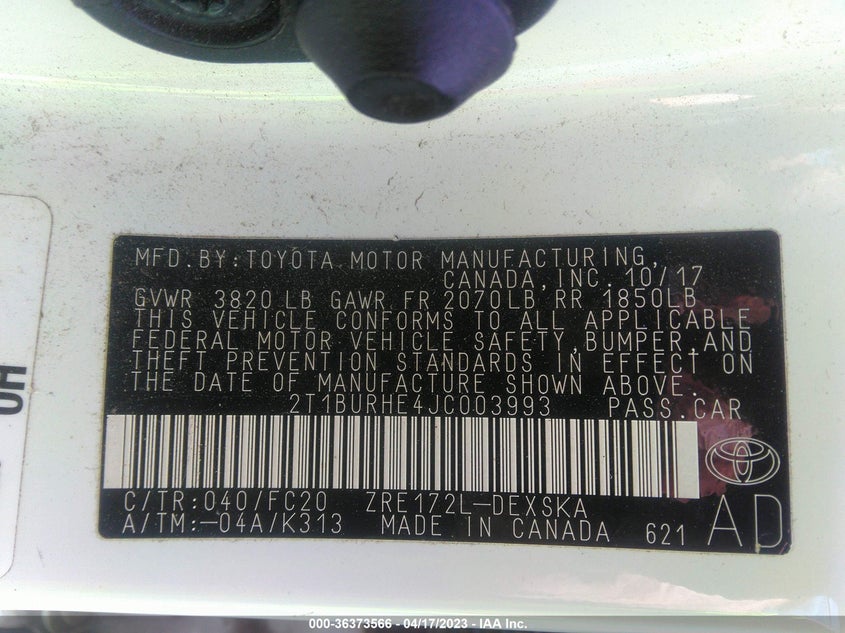 MFD.BY:TOYOTA MOTOR MANUFACTURING,
CANADA,INC. 10/17
GVWR 3820 LB GAWR FR 2070LB RR 1850LB
THIS VEHICLE CONFORMS TO ALL APPLICABLE
FEDERAL MOTOR VEHICLE SAFETY,BUMPER,AND
THEFT PREVENTION STANDARDS IN EFFECT ON
THE DATE OF MANUFACTURE SHOWN ABOVE.
2T1BURHE4JC003993 PASS.CAR
C/TR:040/FC20 ZRE172L-DEXSKA
A/TM:-04A/K313 MADE IN CANADA 621 AD
000-36373566 - 04/17/2023 - IAA Inc.